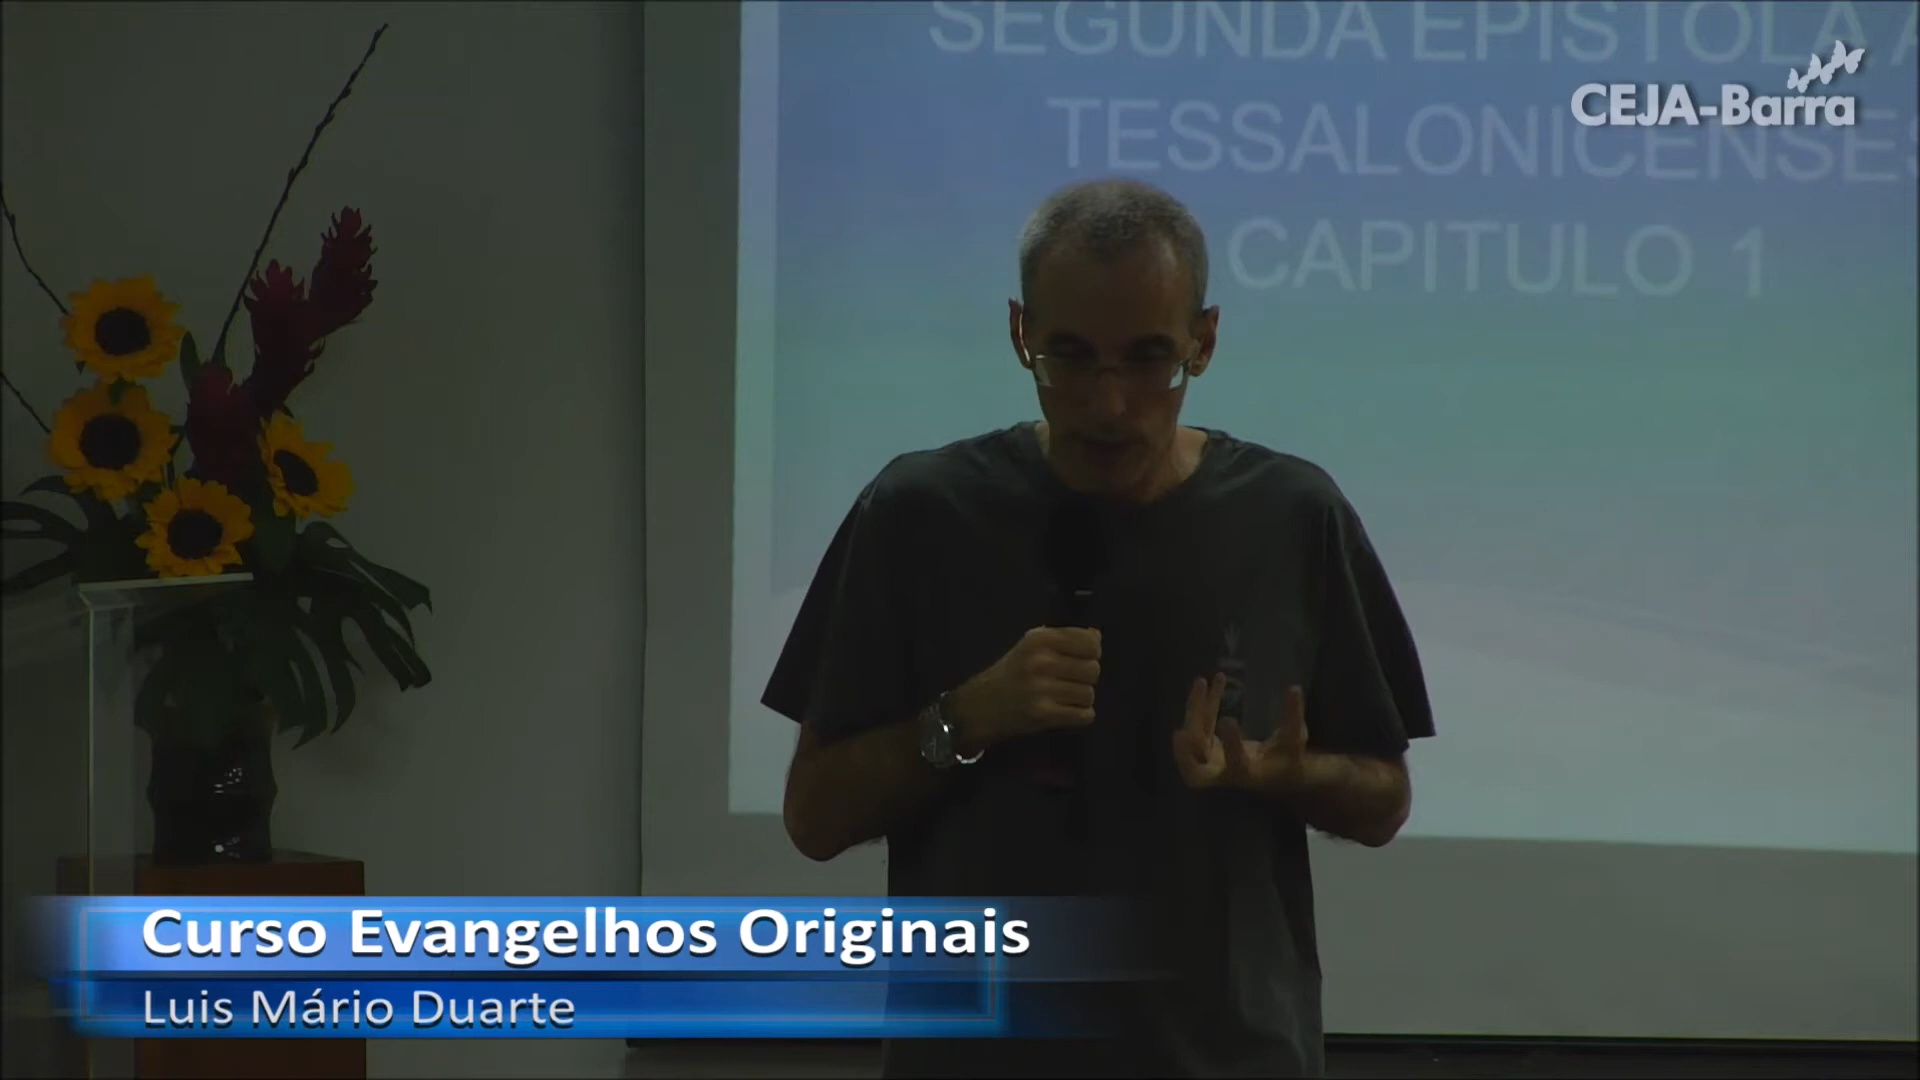 SEGUNDA EPISTOLA A
TESSALONICENSES
CAPITULO 1
CEJA-Barra
Curso Evangelhos Originais
Luis Mário Duarte